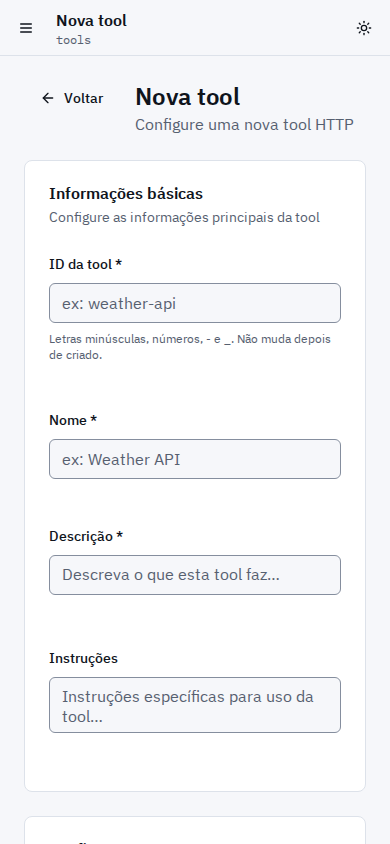 Nova tool
tools
Voltar
Nova tool
Configure uma nova tool HTTP
Informações básicas
Configure as informações principais da tool
ID da tool *
ex: weather-api
Letras minúsculas, números, - e _. Não muda depois
de criado.
Nome *
ex: Weather API
Descrição *
Descreva o que esta tool faz...
Instruções
Instruções específicas para uso da
tool...